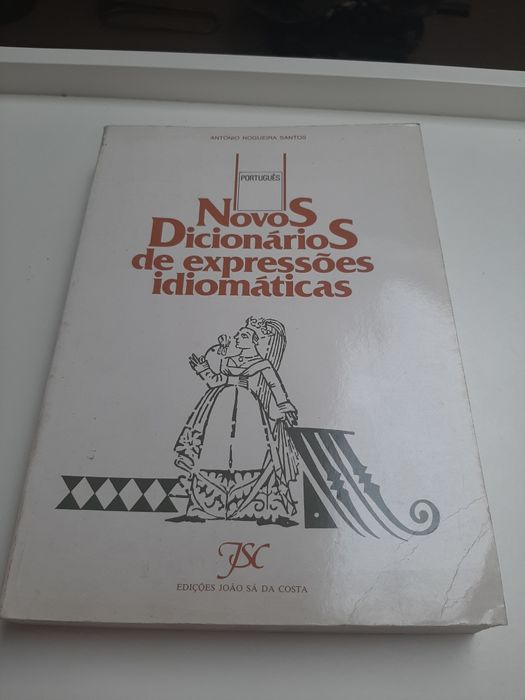 ANTÓNIO NOGUEIRA SANTOS
PORTUGUÊS
NovoS
DicionárioS
de expressões
idiomáticas
JSC
EDIÇÕES JOÃO SÁ DA COSTA